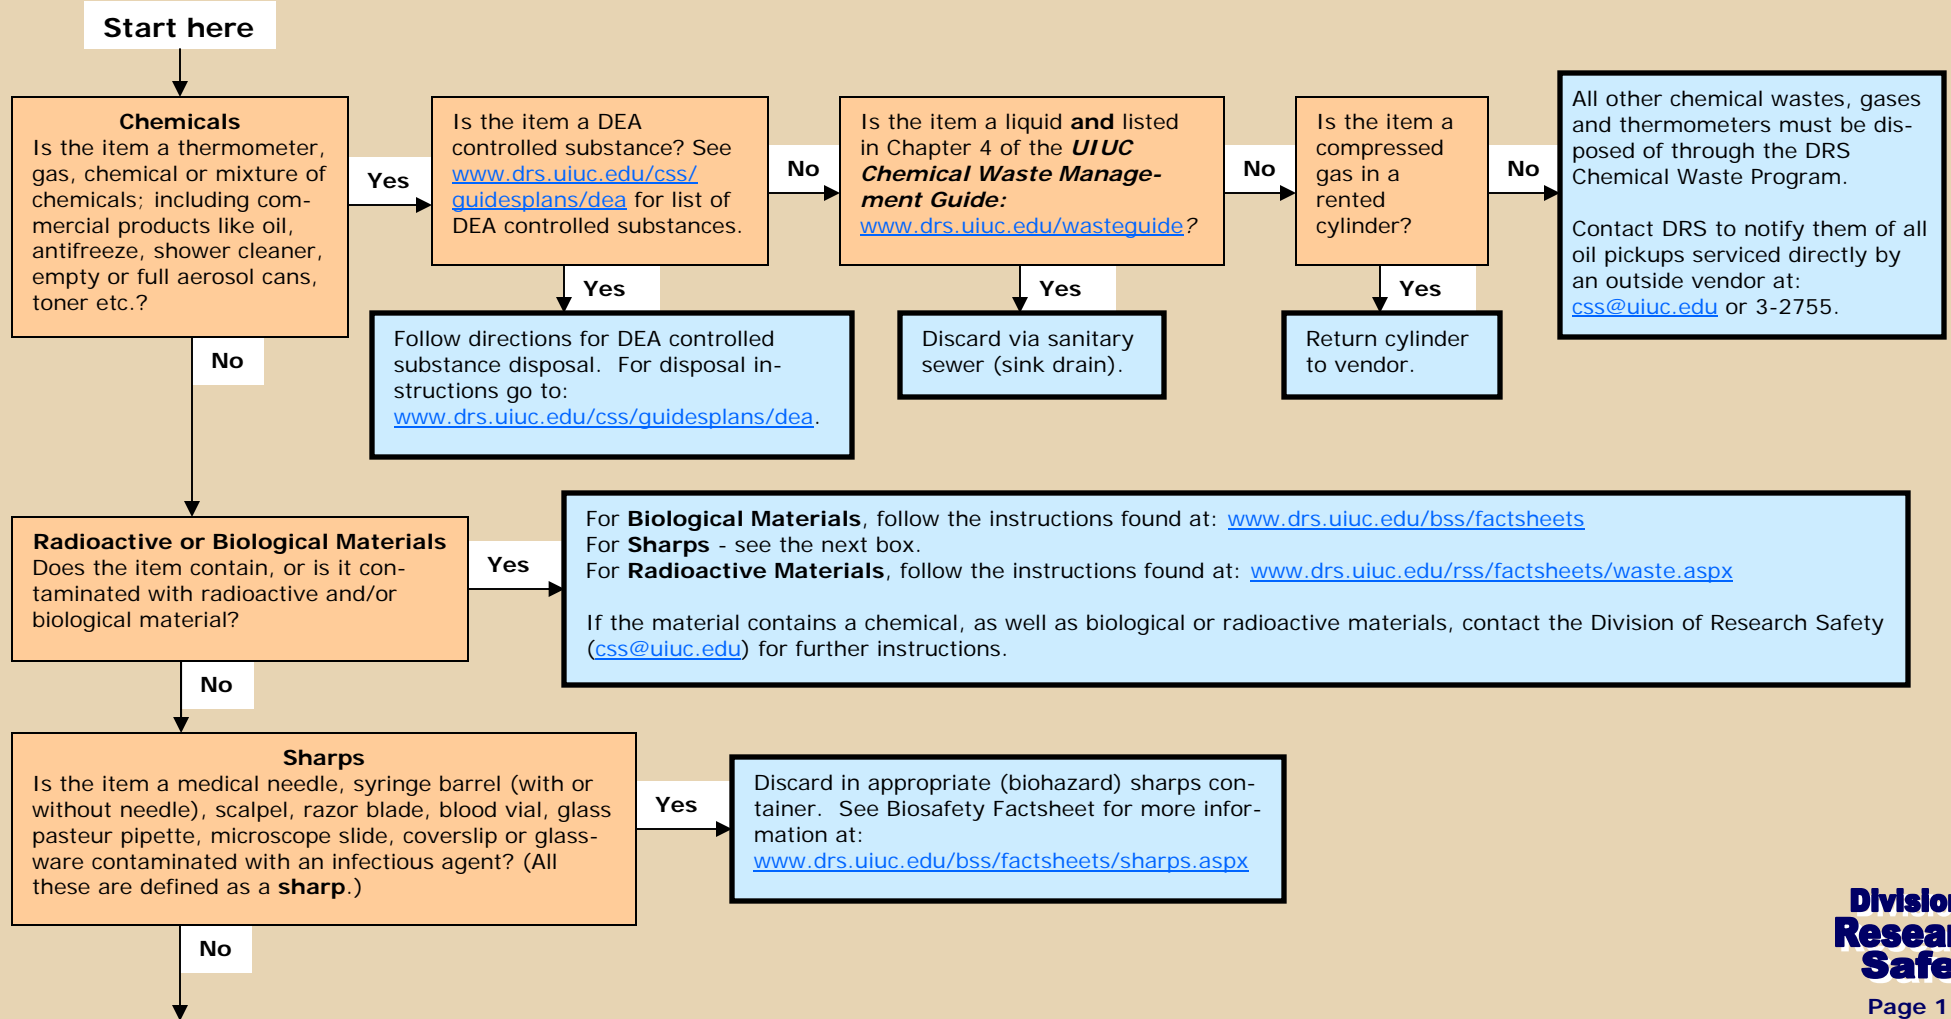 Start here
Chemicals
Is the item a thermometer,
gas, chemical or mixture of
chemicals; including com-
mercial products like oil,
antifreeze, shower cleaner,
empty or full aerosol cans,
toner etc.?
Yes
Is the item a DEA
controlled substance? See
www.drs.uiuc.edu/css/
guidesplans/dea for list of
DEA controlled substances.
No
Is the item a liquid and listed
in Chapter 4 of the UIUC
Chemical Waste Manage-
ment Guide:
www.drs.uiuc.edu/wasteguide?
No
Is the item a
compressed
gas in a
rented
cylinder?
No
All other chemical wastes, gases
and thermometers must be dis-
posed of through the DRS
Chemical Waste Program.
Contact DRS to notify them of all
oil pickups serviced directly by
an outside vendor at:
css@uiuc.edu or 3-2755.
Yes
Follow directions for DEA controlled
substance disposal.  For disposal in-
structions go to:
www.drs.uiuc.edu/css/guidesplans/dea.
Yes
Discard via sanitary
sewer (sink drain).
Yes
Return cylinder
to vendor.
No
Radioactive or Biological Materials
Does the item contain, or is it con-
taminated with radioactive and/or
biological material?
Yes
For Biological Materials, follow the instructions found at: www.drs.uiuc.edu/bss/factsheets
For Sharps - see the next box.
For Radioactive Materials, follow the instructions found at: www.drs.uiuc.edu/rss/factsheets/waste.aspx
If the material contains a chemical, as well as biological or radioactive materials, contact the Division of Research Safety
(css@uiuc.edu) for further instructions.
No
Sharps
Is the item a medical needle, syringe barrel (with or
without needle), scalpel, razor blade, blood vial, glass
pasteur pipette, microscope slide, coverslip or glass-
ware contaminated with an infectious agent? (All
these are defined as a sharp.)
Yes
Discard in appropriate (biohazard) sharps con-
tainer.  See Biosafety Factsheet for more infor-
mation at:
www.drs.uiuc.edu/bss/factsheets/sharps.aspx
No
Page 1